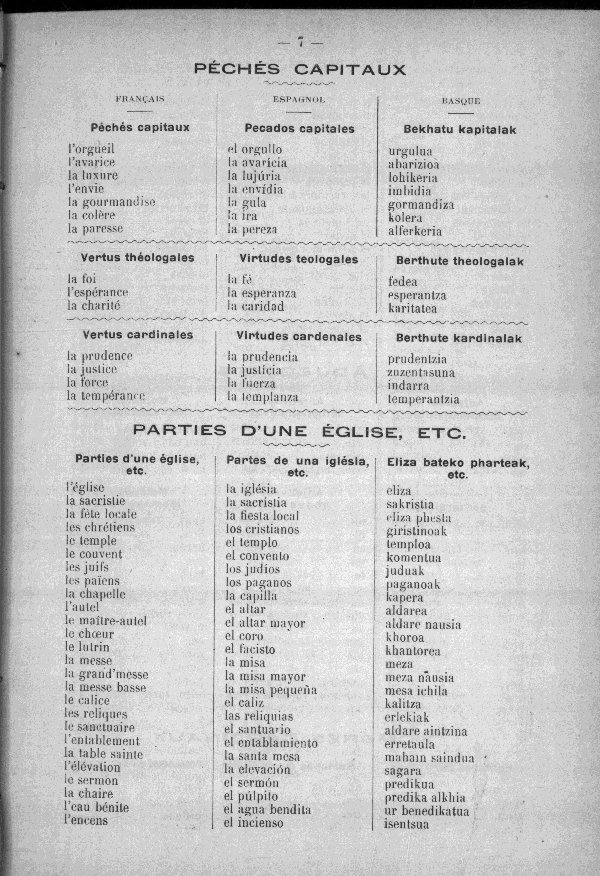 — 7 —
PÉCHÉS CAPITAUX
FRANÇAIS ESPAGNOL BASQUE
Péchés capitaux Pecados capitales Bekhatu kapitalak
l'orgueil el orgullo urgulua
l'avarice la avarícia abarizioa
la luxure la lujúria lohikeria
l'envie la envídia imbidia
la gourmandise la gula gormandiza
la colère la ira kolera
la paresse la pereza alferkeria
Vertus théologales Virtudes teologales Berthute theologalak
la foi la fé fedea
l'espérance la esperanza esperantza
la charité la caridad karitatea
Vertus cardinales Virtudes cardenales Berthute kardinalak
la prudence la prudencia prudentzia
la justice la justícia zuzentasuna
la force la fuerza indarra
la tempérance la templanza temperantzia
PARTIES D'UNE ÉGLISE, ETC.
Parties d'une église, Partes de una iglésia, Eliza bateko pharteak,
etc. etc. etc.
l'église la iglésia eliza
la sacristie la sacristia sakristia
la fête locale la fiesta local eliza phesta
les chrétiens los cristianos giristinoak
le temple el templo temploa
le couvent el convento komentua
les juifs los judios juduak
les païens los paganos paganoak
la chapelle la capilla kapera
l'autel el altar aldarea
le maître-autel el altar mayor aldare nausia
le chœur el coro khoroa
le lutrin el facisto khantorea
la messe la misa meza
la grand'messe la misa mayor meza nausia
la messe basse la misa pequeña mesa ichila
le calice el caliz kalitza
les reliques las reliquias erlekiak
le sanctuaire el santuario aldare aintzina
l'entablement el entablamiento erretaula
la table sainte la santa mesa mahain saindua
l'élévation la elevación sagara
le sermon el sermón predikua
la chaire el púlpito predika alkhia
l'eau bénite el agua bendita ur benedikatua
l'encens el incienso isentsua